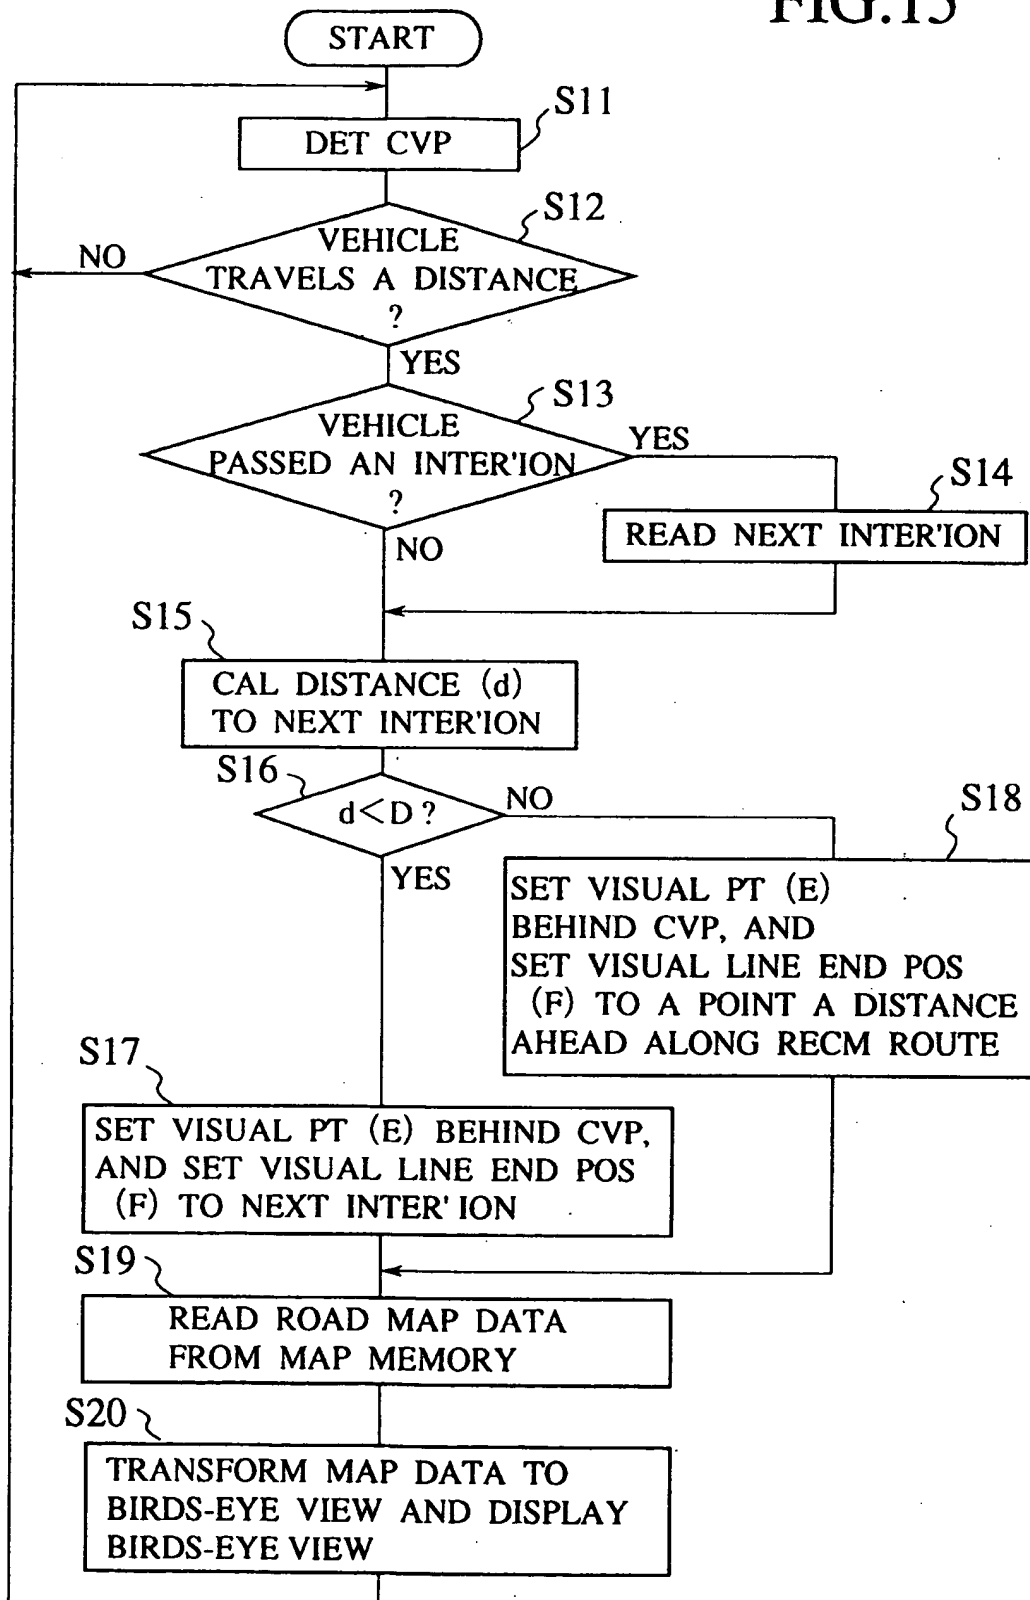 FIG.15
START
S11
DET CVP
S12
VEHICLE
TRAVELS A DISTANCE
?
NO
YES
S13
VEHICLE
PASSED AN INTER'ION
?
YES
NO
S14
READ NEXT INTER'ION
S15
CAL DISTANCE (d)
TO NEXT INTER'ION
S16
d<D?
NO
YES
S18
SET VISUAL PT (E)
BEHIND CVP, AND
SET VISUAL LINE END POS
(F) TO A POINT A DISTANCE
AHEAD ALONG RECM ROUTE
S17
SET VISUAL PT (E) BEHIND CVP,
AND SET VISUAL LINE END POS
(F) TO NEXT INTER'ION
S19
READ ROAD MAP DATA
FROM MAP MEMORY
S20
TRANSFORM MAP DATA TO
BIRDS-EYE VIEW AND DISPLAY
BIRDS-EYE VIEW